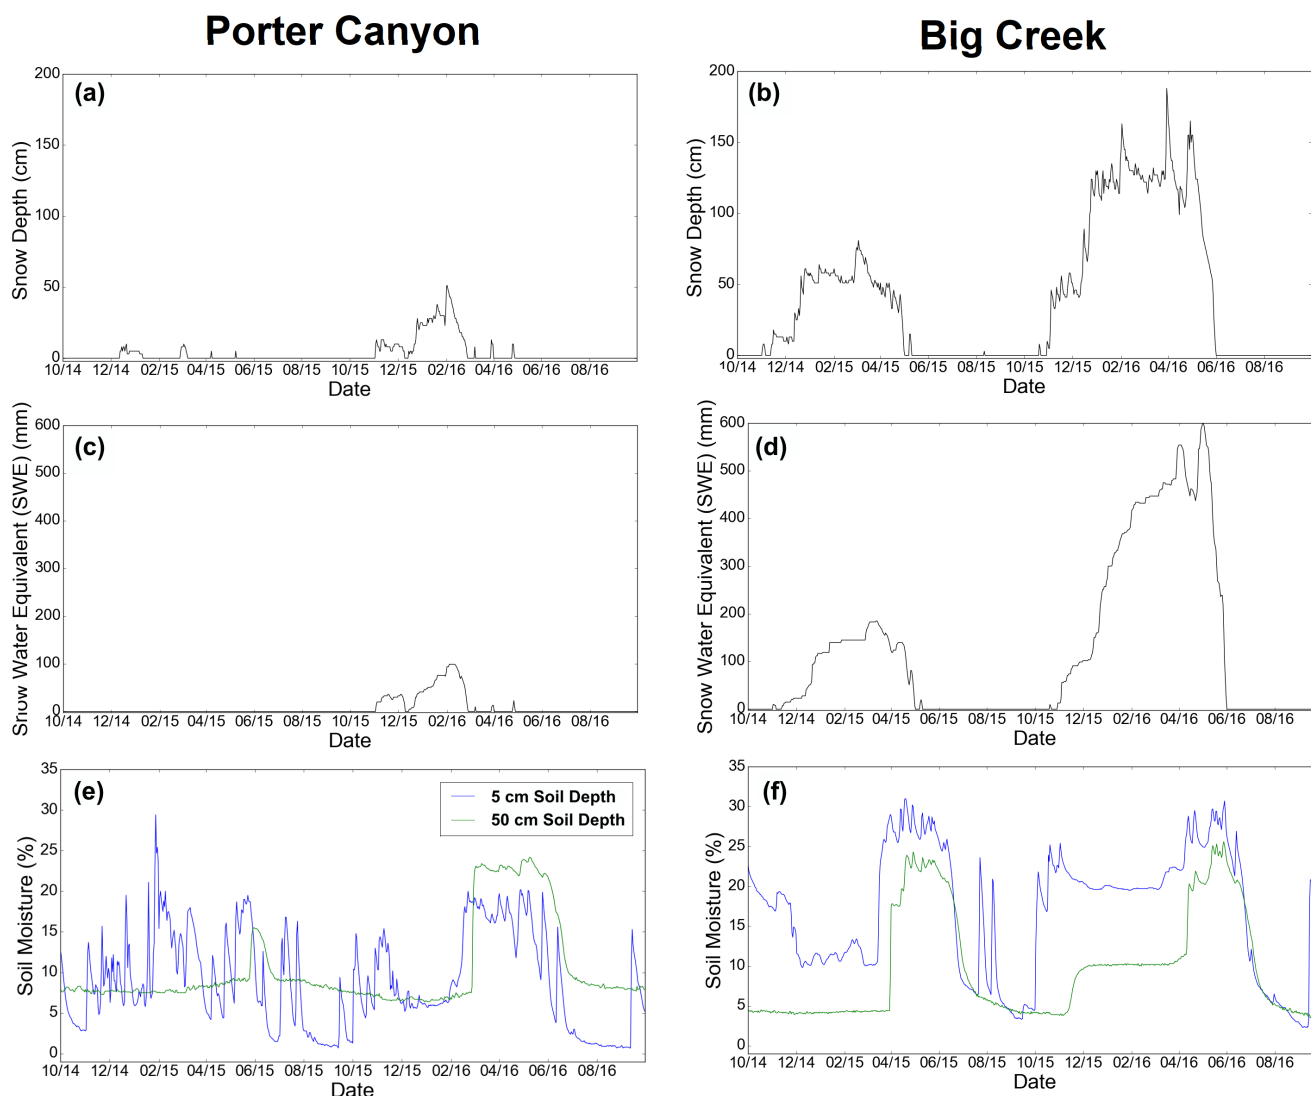 Porter Canyon
Big Creek
(a)
Snow Depth (cm)
200
150
100
50
0
10/14 12/14 02/15 04/15 06/15 08/15 10/15 12/15 02/16 04/16 06/16 08/16
Date
(b)
Snow Depth (cm)
200
150
100
50
0
10/14 12/14 02/15 04/15 06/15 08/15 10/15 12/15 02/16 04/16 06/16 08/16
Date
(c)
Snow Water Equivalent (SWE) (mm)
600
500
400
300
200
100
0
10/14 12/14 02/15 04/15 06/15 08/15 10/15 12/15 02/16 04/16 06/16 08/16
Date
(d)
Snow Water Equivalent (SWE) (mm)
600
500
400
300
200
100
0
10/14 12/14 02/15 04/15 06/15 08/15 10/15 12/15 02/16 04/16 06/16 08/16
Date
(e)
5 cm Soil Depth
50 cm Soil Depth
Soil Moisture (%)
35
30
25
20
15
10
5
0
10/14 12/14 02/15 04/15 06/15 08/15 10/15 12/15 02/16 04/16 06/16 08/16
Date
(f)
Soil Moisture (%)
35
30
25
20
15
10
5
0
10/14 12/14 02/15 04/15 06/15 08/15 10/15 12/15 02/16 04/16 06/16 08/16
Date